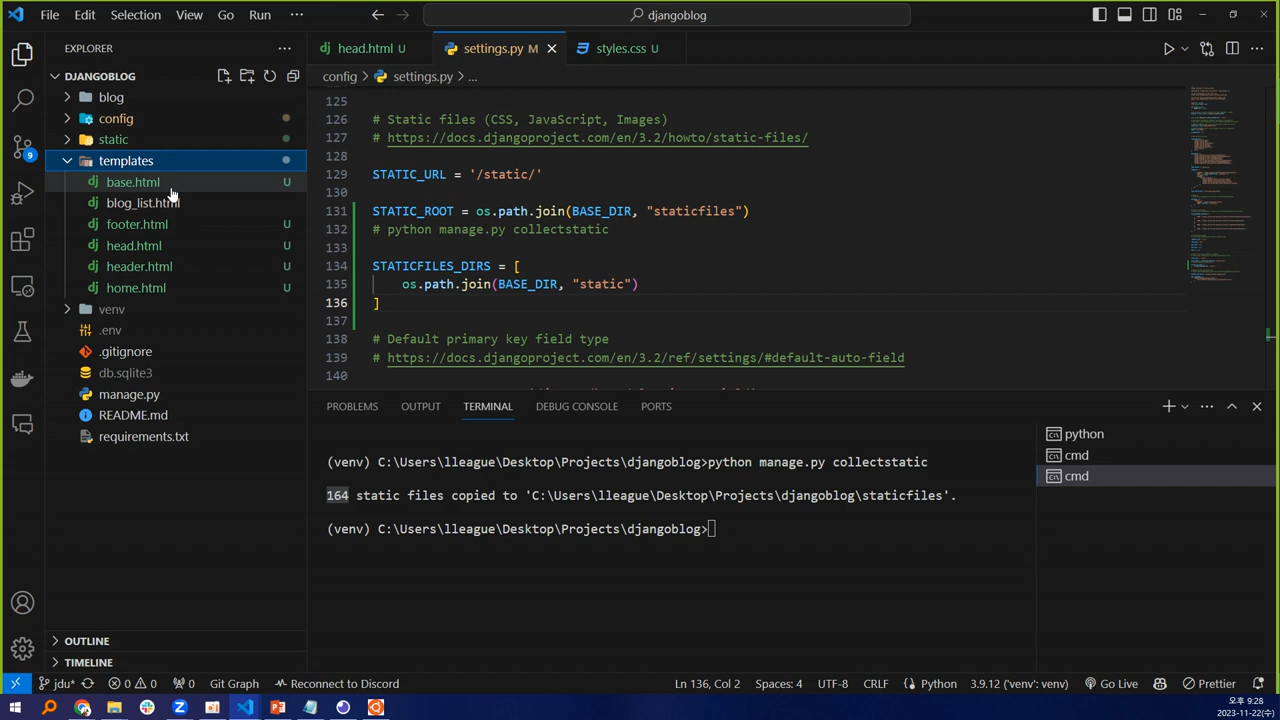 File Edit Selection View Go Run
djangoblog
EXPLORER
DJANGOBLOG
blog
config
static
templates
base.html U
blog_list.html
footer.html U
head.html U
header.html U
home.html U
venv
.env
.gitignore
db.sqlite3
manage.py
README.md
requirements.txt
OUTLINE
TIMELINE
head.html U
settings.py M
styles.css U
config > settings.py > ...
125
126 # Static files (CSS, JavaScript, Images)
127 # https://docs.djangoproject.com/en/3.2/howto/static-files/
128
129 STATIC_URL = '/static/'
130
131 STATIC_ROOT = os.path.join(BASE_DIR, "staticfiles")
132 # python manage.py collectstatic
133
134 STATICFILES_DIRS = [
135 os.path.join(BASE_DIR, "static")
136 ]
137
138 # Default primary key field type
139 # https://docs.djangoproject.com/en/3.2/ref/settings/#default-auto-field
140
PROBLEMS OUTPUT TERMINAL DEBUG CONSOLE PORTS
(venv) C:\Users\lleague\Desktop\Projects\djangoblog>python manage.py collectstatic
164 static files copied to 'C:\Users\lleague\Desktop\Projects\djangoblog\staticfiles'.
(venv) C:\Users\lleague\Desktop\Projects\djangoblog>
python
cmd
cmd
9
jdu* 0 0 0 Git Graph Reconnect to Discord Ln 136, Col 2 Spaces: 4 UTF-8 CRLF Python 3.9.12 ('venv': venv) Go Live Prettier
오후 9:28
2023-11-22(수)